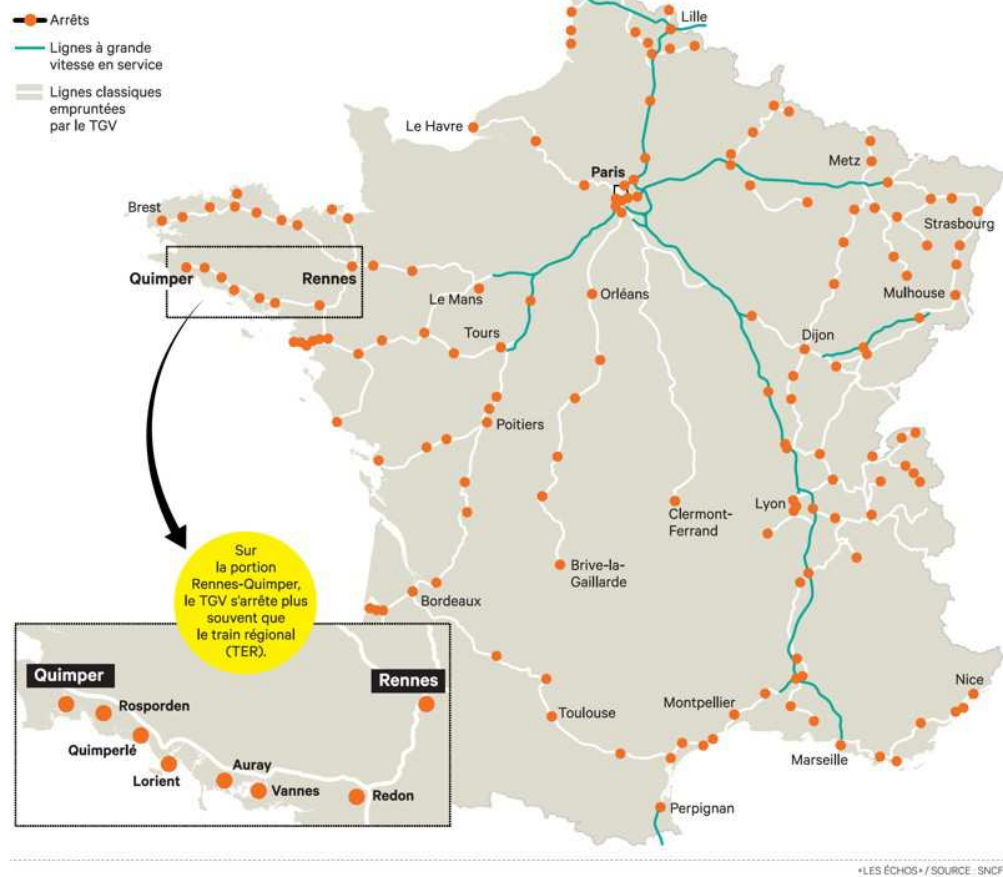 Arrêts
Lignes à grande
vitesse en service
Lignes classiques
empruntées
par le TGV
Lille
Le Havre
Paris
Metz
Strasbourg
Brest
Quimper
Rennes
Le Mans
Orléans
Mulhouse
Tours
Dijon
Poitiers
Lyon
Clermont-
Ferrand
Brive-la-
Gaillarde
Bordeaux
Toulouse
Montpellier
Nice
Marseille
Perpignan
Sur
la portion
Rennes-Quimper,
le TGV s'arrête plus
souvent que
le train régional
(TER).
Quimper
Rennes
Rosporden
Quimperlé
Lorient
Auray
Vannes
Redon
«LES ÉCHOS» / SOURCE : SNCF